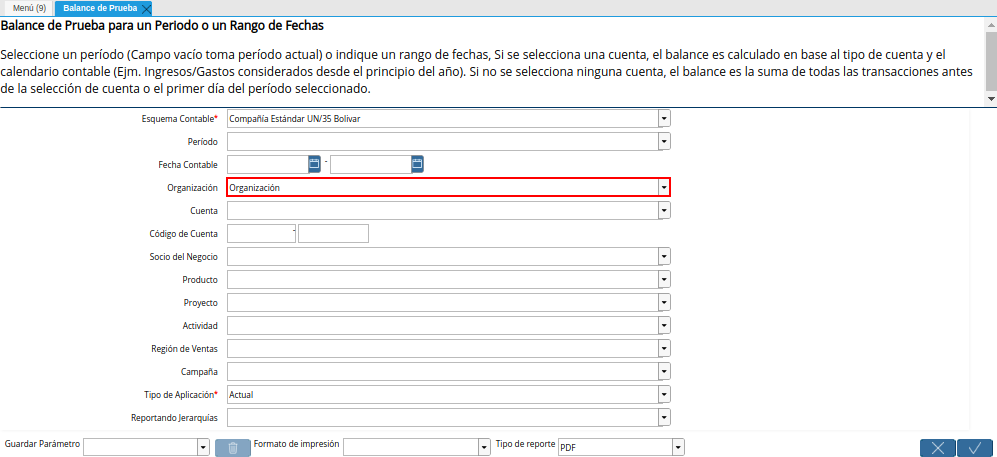 Menú (9)
Balance de Prueba
Balance de Prueba para un Periodo o un Rango de Fechas
Seleccione un período (Campo vacío toma período actual) o indique un rango de fechas, Si se selecciona una cuenta, el balance es calculado en base al tipo de cuenta y el
calendario contable (Ejm. Ingresos/Gastos considerados desde el principio del año). Si no se selecciona ninguna cuenta, el balance es la suma de todas las transacciones antes
de la selección de cuenta o el primer día del período seleccionado.
Esquema Contable* Compañía Estándar UN/35 Bolivar
Período
Fecha Contable -
Organización Organización
Cuenta
Código de Cuenta -
Socio del Negocio
Producto
Proyecto
Actividad
Región de Ventas
Campaña
Tipo de Aplicación* Actual
Reportando Jerarquías
Guardar Parámetro Formato de impresión Tipo de reporte PDF